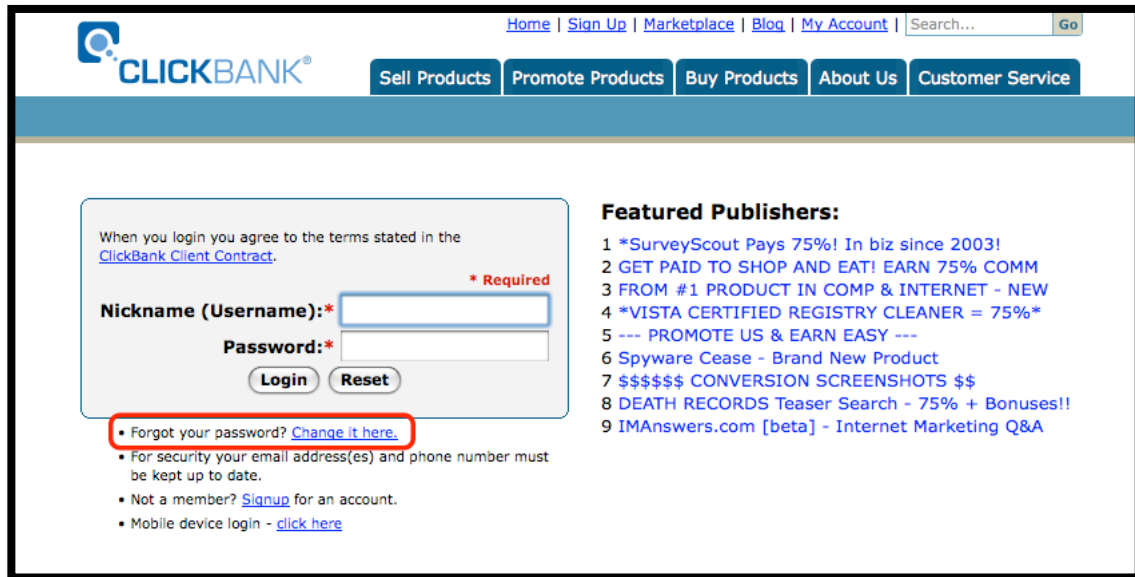 Home | Sign Up | Marketplace | Blog | My Account | Search... Go
CLICKBANK®
Sell Products Promote Products Buy Products About Us Customer Service
When you login you agree to the terms stated in the
ClickBank Client Contract.
* Required
Nickname (Username):*
Password:*
Login Reset
• Forgot your password? Change it here.
• For security your email address(es) and phone number must
be kept up to date.
• Not a member? Signup for an account.
• Mobile device login - click here
Featured Publishers:
1 *SurveyScout Pays 75%! In biz since 2003!
2 GET PAID TO SHOP AND EAT! EARN 75% COMM
3 FROM #1 PRODUCT IN COMP & INTERNET - NEW
4 *VISTA CERTIFIED REGISTRY CLEANER = 75%*
5 --- PROMOTE US & EARN EASY ---
6 Spyware Cease - Brand New Product
7 $$$$$$ CONVERSION SCREENSHOTS $$
8 DEATH RECORDS Teaser Search - 75% + Bonuses!!
9 IMAnswers.com [beta] - Internet Marketing Q&A